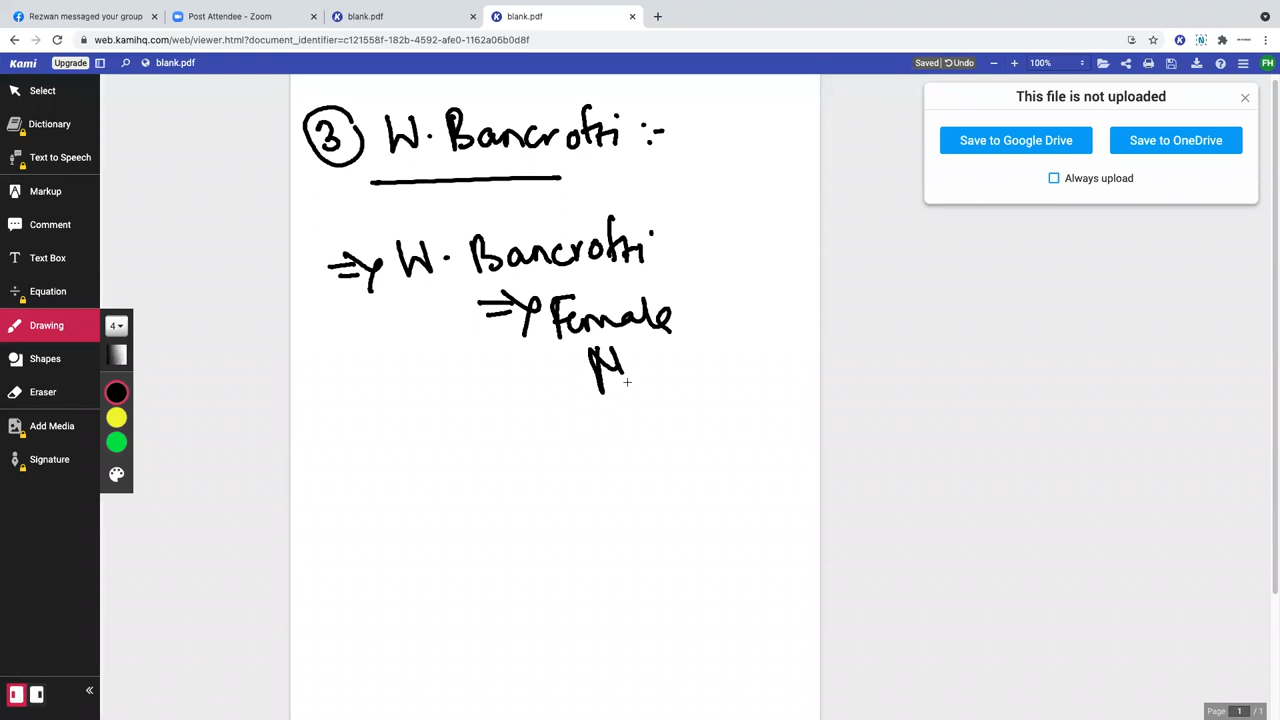 Rezwan messaged your group
Post Attendee - Zoom
blank.pdf
blank.pdf
web.kamihq.com/web/viewer.html?document_identifier=c121558f-182b-4592-afe0-1162a06b0d8f
Kami
Upgrade
blank.pdf
Saved
Undo
100%
FH
Select
Dictionary
Text to Speech
Markup
Comment
Text Box
Equation
Drawing
Shapes
Eraser
Add Media
Signature
4
This file is not uploaded
Save to Google Drive
Save to OneDrive
Always upload
3 W. Bancrofti :-
⇒ W. Bancrofti
⇒ Female
M
Page 1 / 1